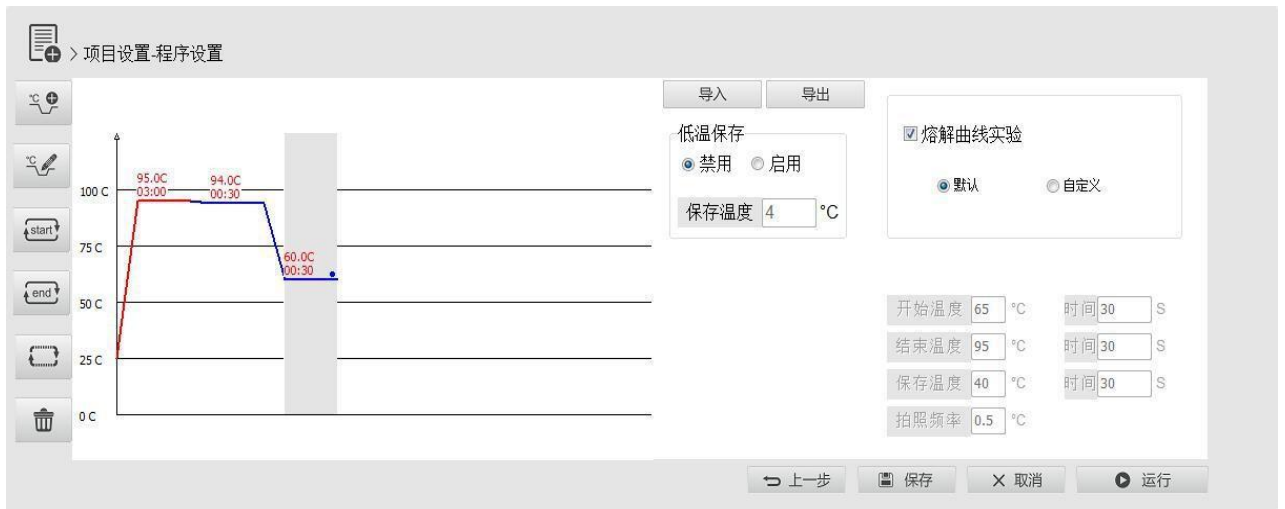 > 项目设置-程序设置
℃
℃
start
end
100 C
75 C
50 C
25 C
0 C
95.0C
03:00
94.0C
00:30
60.0C
00:30
导入 导出
低温保存
禁用 启用
保存温度 4 °C
熔解曲线实验
默认 自定义
开始温度 65 °C 时间 30 S
结束温度 95 °C 时间 30 S
保存温度 40 °C 时间 30 S
拍照频率 0.5 °C
上一步 保存 取消 运行